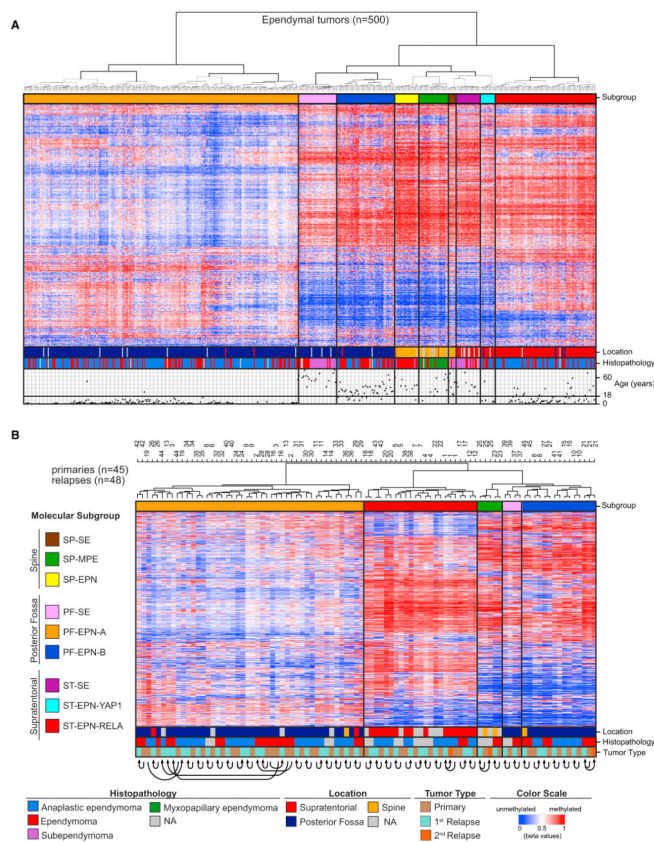 A
Ependymal tumors (n=500)
Subgroup
Location
Histopathology
60
Age (years)
18
0
B
primaries (n=45)
relapses (n=48)
Subgroup
Molecular Subgroup
Spine
SP-SE
SP-MPE
SP-EPN
Posterior Fossa
PF-SE
PF-EPN-A
PF-EPN-B
Supratentorial
ST-SE
ST-EPN-YAP1
ST-EPN-RELA
Location
Histopathology
Tumor Type
Histopathology
Anaplastic ependymoma
Myxopapillary ependymoma
Ependymoma
NA
Subependymoma
Location
Supratentorial
Spine
Posterior Fossa
NA
Tumor Type
Primary
1st Relapse
2nd Relapse
Color Scale
unmethylated
methylated
0
0.5
1
(beta values)